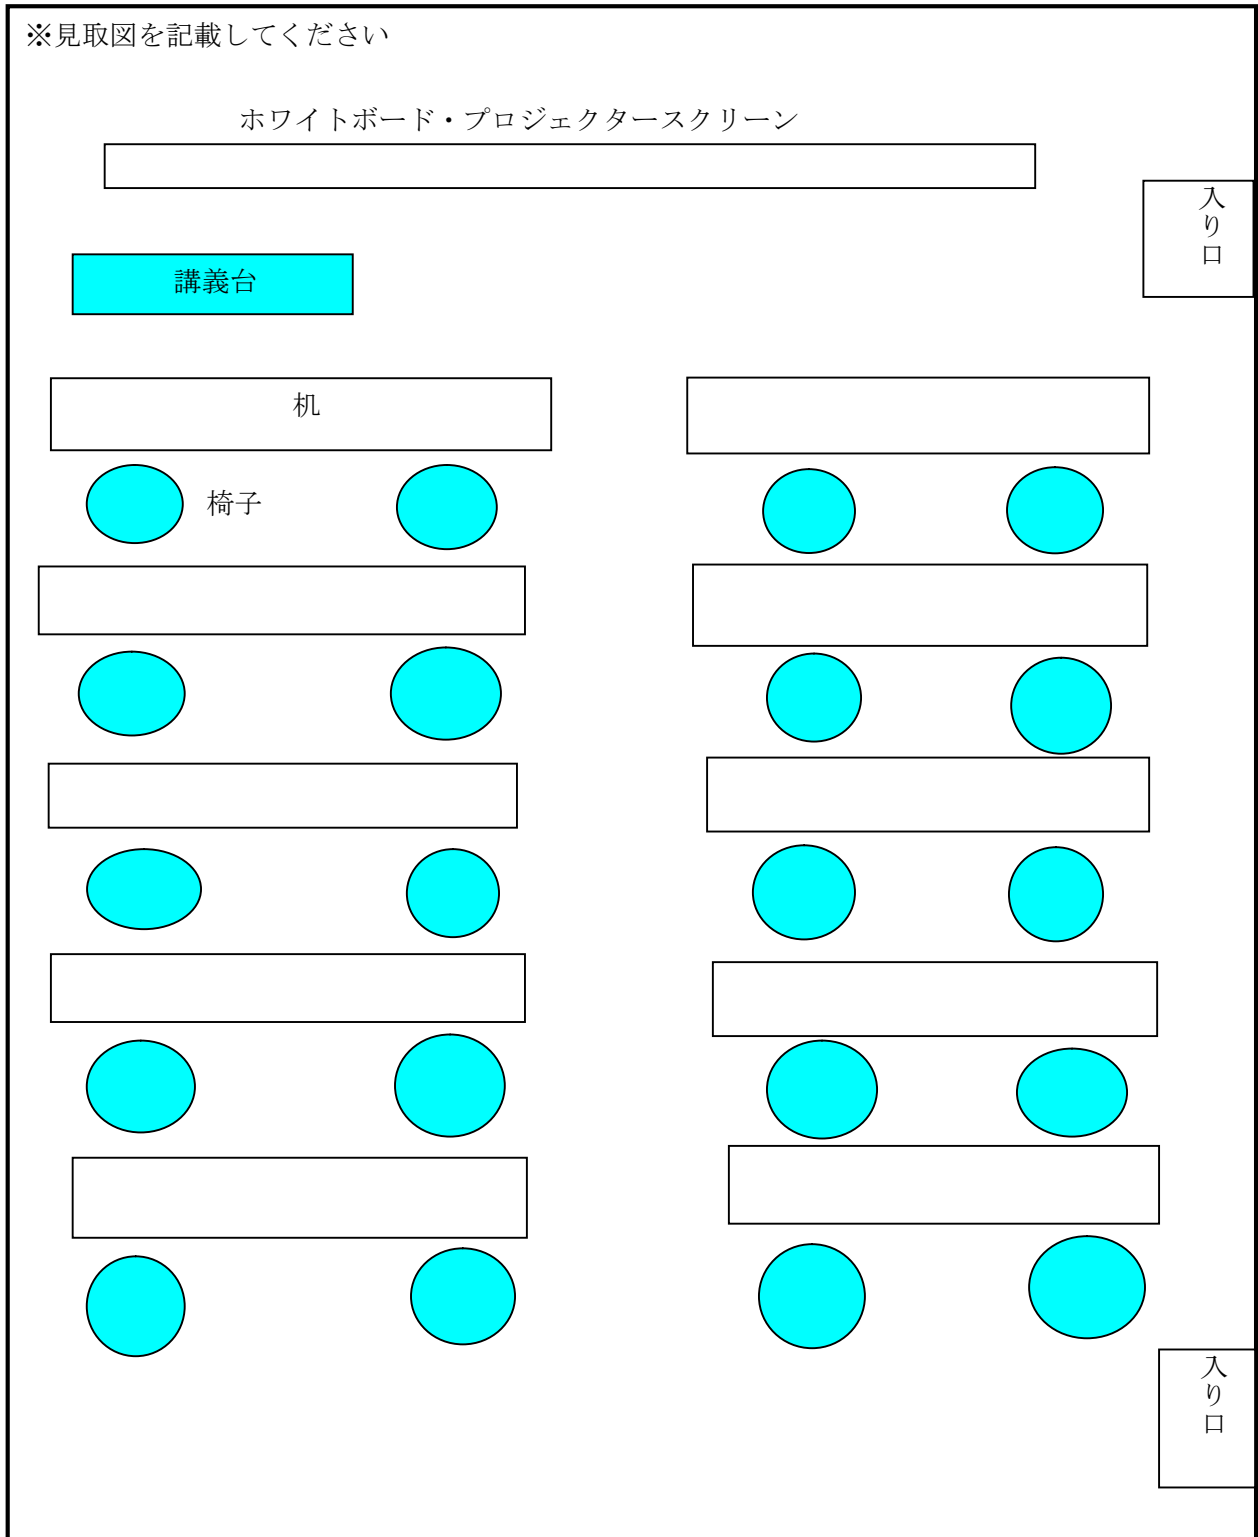 ※見取図を記載してください
ホワイトボード・プロジェクタースクリーン
入り口
講義台
机
椅子
入り口